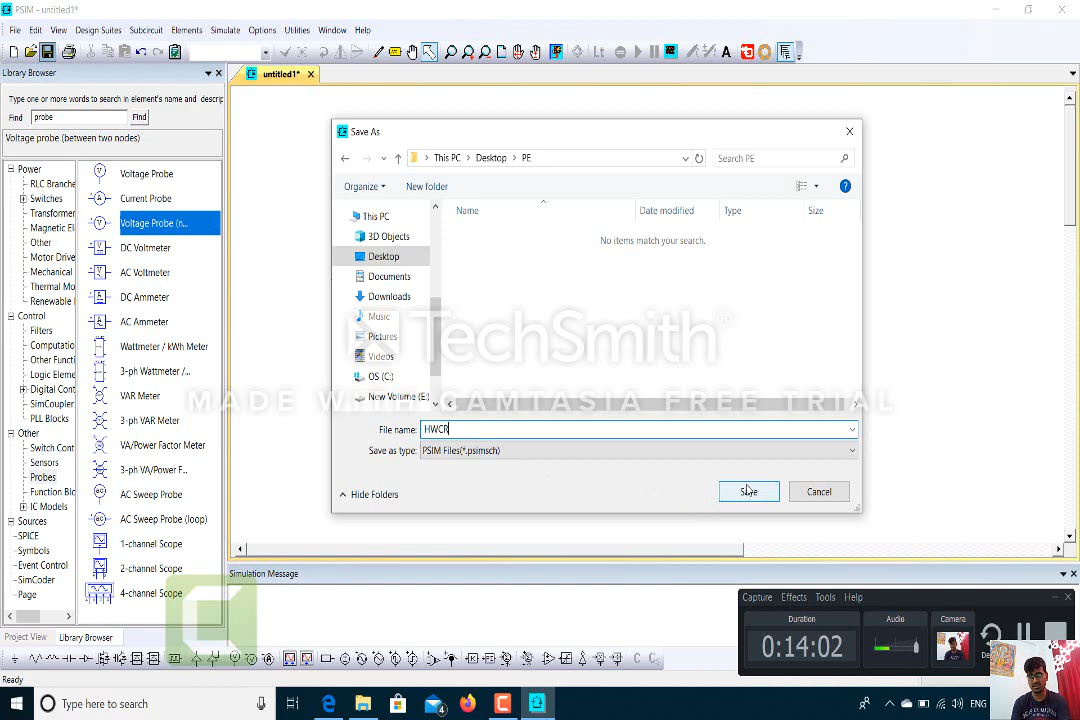 PSIM - untitled1*
File Edit View Design Suites Subcircuit Elements Simulate Options Utilities Window Help
Library Browser
untitled1*
Type one or more words to search in element's name and descrip
Find probe Find
Voltage probe (between two nodes)
Power
RLC Branche
Switches
Transformer
Magnetic El
Other
Motor Drive
Mechanical
Thermal Mo
Renewable
Control
Filters
Computation
Other Functi
Logic Eleme
Digital Cont
SimCoupler
PLL Blocks
Other
Switch Cont
Sensors
Probes
Function Blo
IC Models
Sources
SPICE
Symbols
Event Control
SimCoder
Page
Voltage Probe
Current Probe
Voltage Probe (n...
DC Voltmeter
AC Voltmeter
DC Ammeter
AC Ammeter
Wattmeter / kWh Meter
3-ph Wattmeter /...
VAR Meter
3-ph VAR Meter
VA/Power Factor Meter
3-ph VA/Power F...
AC Sweep Probe
AC Sweep Probe (loop)
1-channel Scope
2-channel Scope
4-channel Scope
Project View Library Browser
Ready
Save As
This PC Desktop PE
Search PE
Organize New folder
Name Date modified Type Size
No items match your search.
This PC
3D Objects
Desktop
Documents
Downloads
Music
Pictures
Videos
OS (C:)
New Volume (E:)
File name: HWCR
Save as type: PSIM Files(*.psimsch)
Hide Folders
Save Cancel
TechSmith®
MADE WITH CAMTASIA FREE TRIAL
Simulation Message
Capture Effects Tools Help
Duration Audio Camera
0:14:02
Type here to search
4
ENG